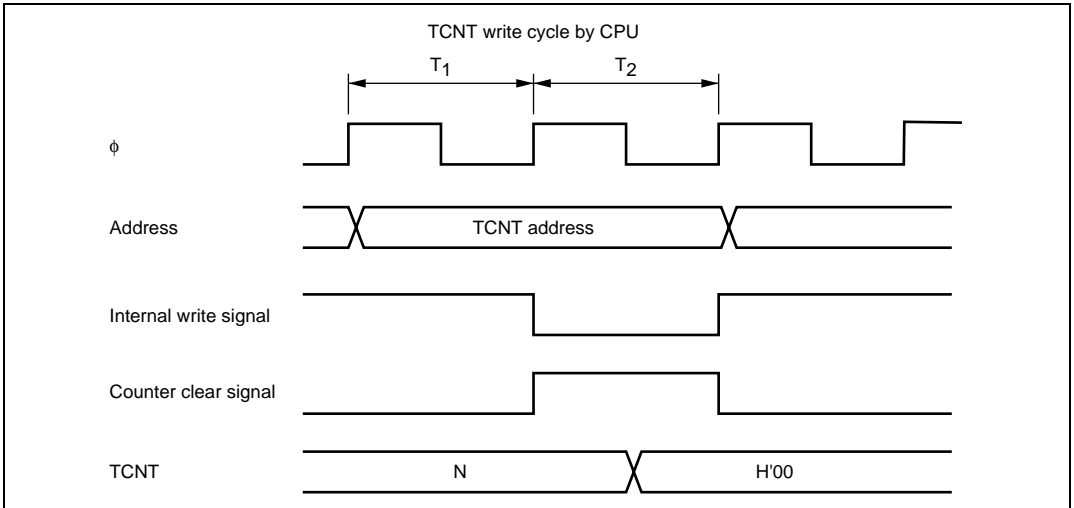 TCNT write cycle by CPU
T1 T2
ϕ
Address TCNT address
Internal write signal
Counter clear signal
TCNT N H'00